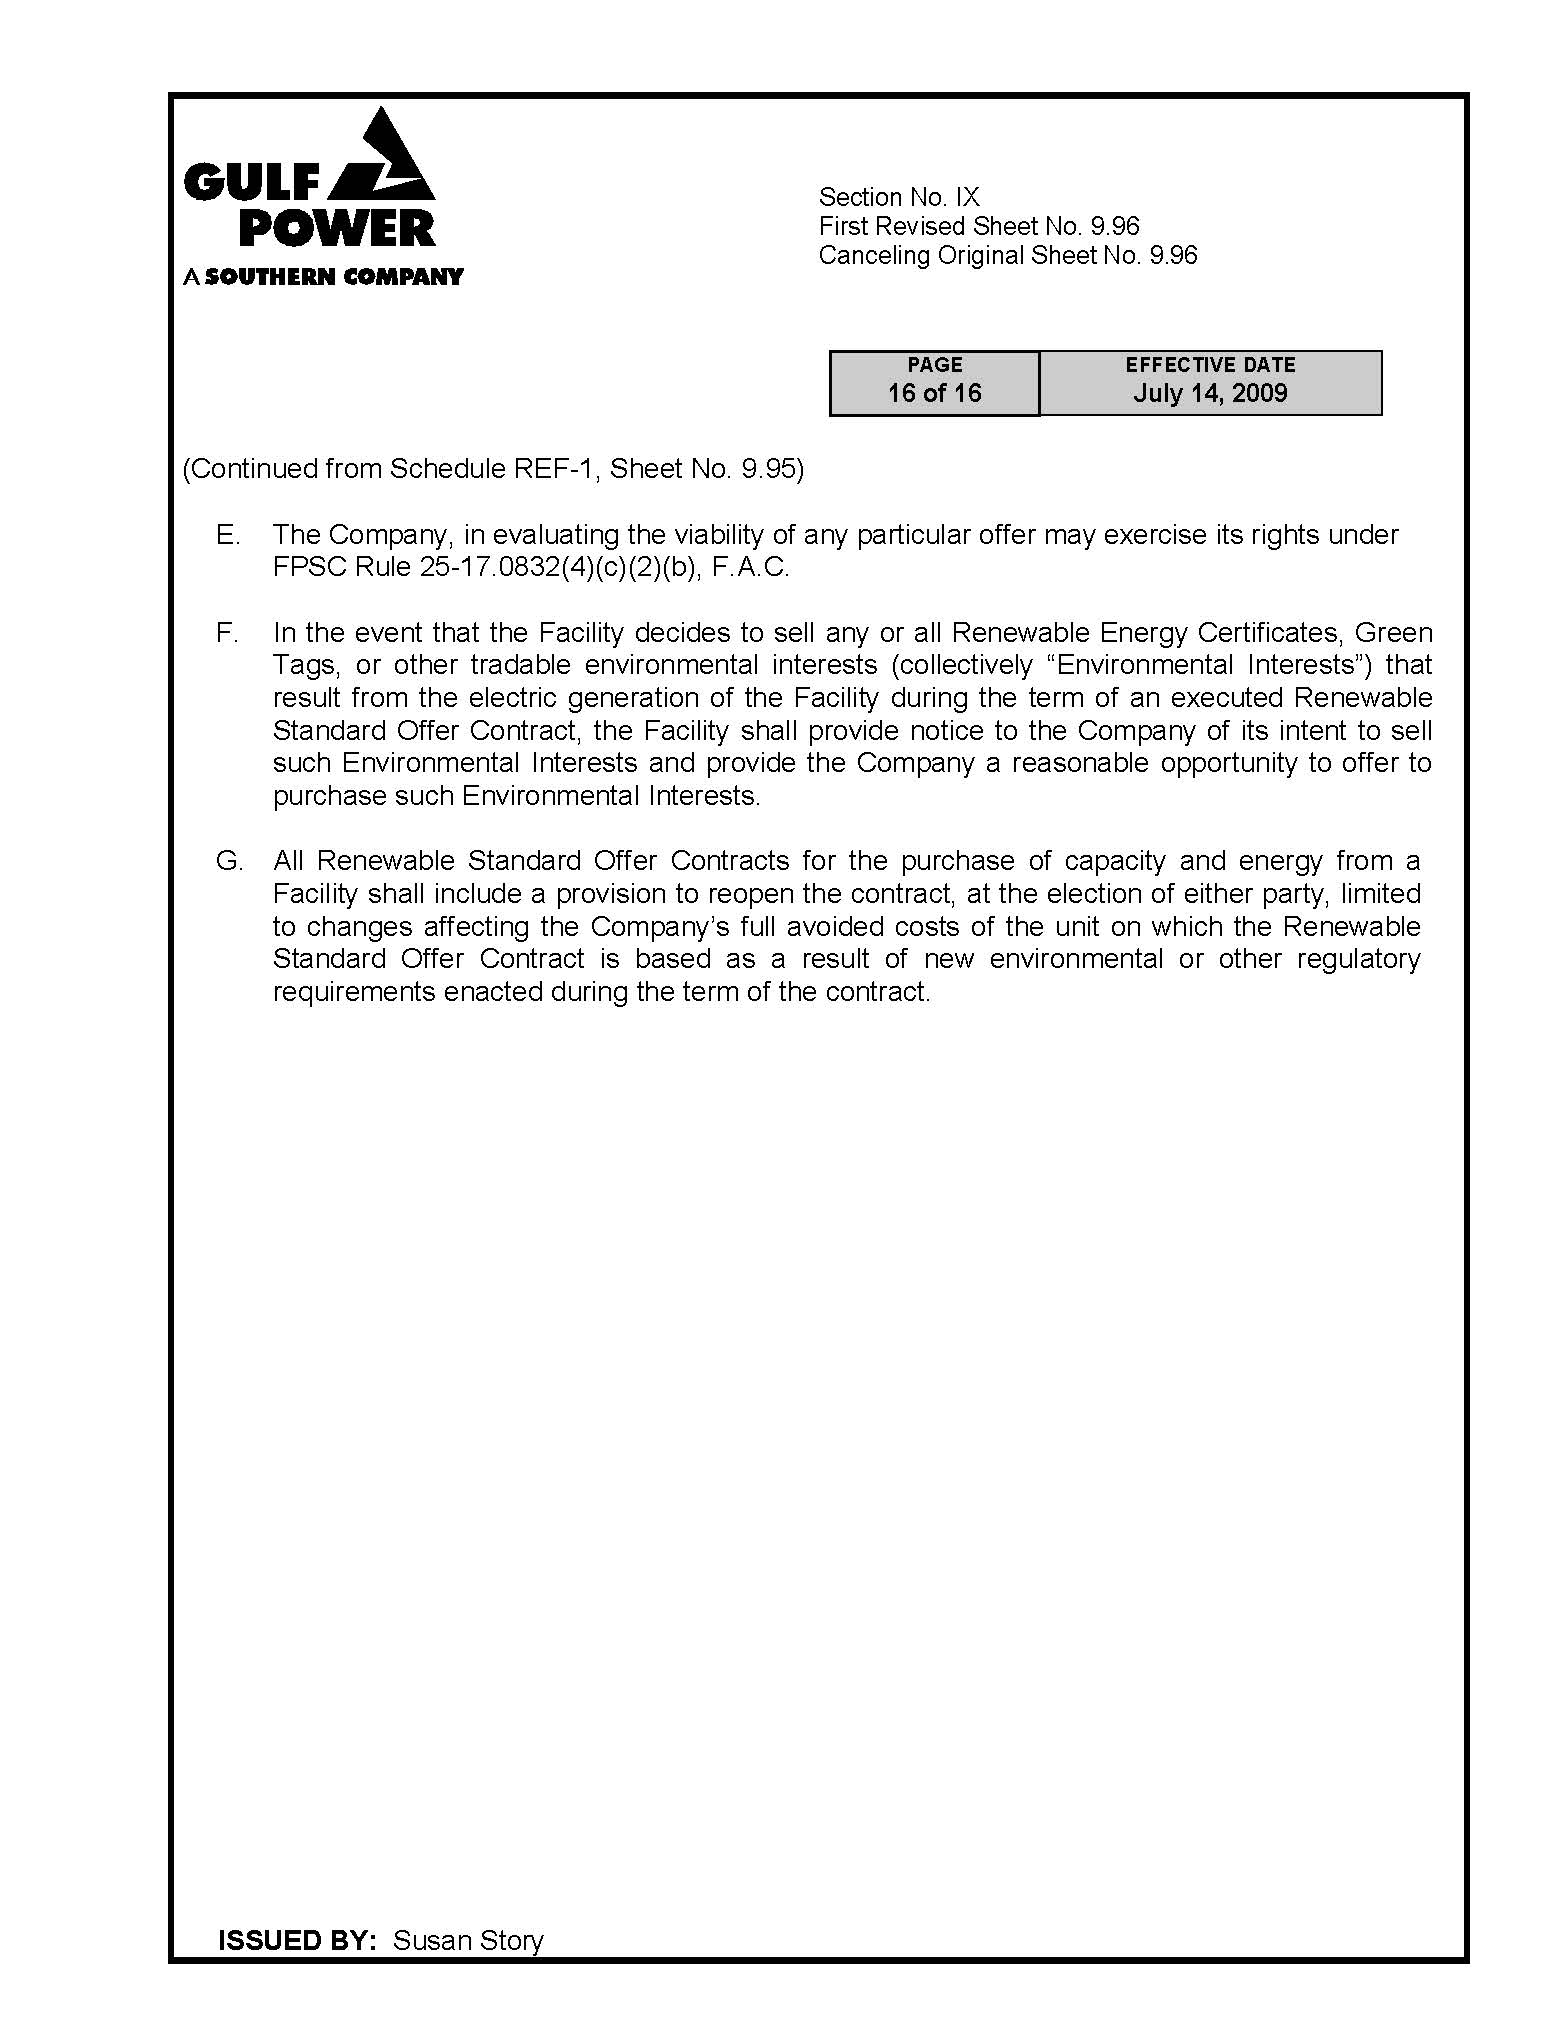 GULF
POWER
A SOUTHERN COMPANY
Section No. IX
First Revised Sheet No. 9.96
Canceling Original Sheet No. 9.96
PAGE
16 of 16
EFFECTIVE DATE
July 14, 2009
(Continued from Schedule REF-1, Sheet No. 9.95)
E. The Company, in evaluating the viability of any particular offer may exercise its rights under
FPSC Rule 25-17.0832(4)(c)(2)(b), F.A.C.
F. In the event that the Facility decides to sell any or all Renewable Energy Certificates, Green
Tags, or other tradable environmental interests (collectively “Environmental Interests”) that
result from the electric generation of the Facility during the term of an executed Renewable
Standard Offer Contract, the Facility shall provide notice to the Company of its intent to sell
such Environmental Interests and provide the Company a reasonable opportunity to offer to
purchase such Environmental Interests.
G. All Renewable Standard Offer Contracts for the purchase of capacity and energy from a
Facility shall include a provision to reopen the contract, at the election of either party, limited
to changes affecting the Company’s full avoided costs of the unit on which the Renewable
Standard Offer Contract is based as a result of new environmental or other regulatory
requirements enacted during the term of the contract.
ISSUED BY: Susan Story